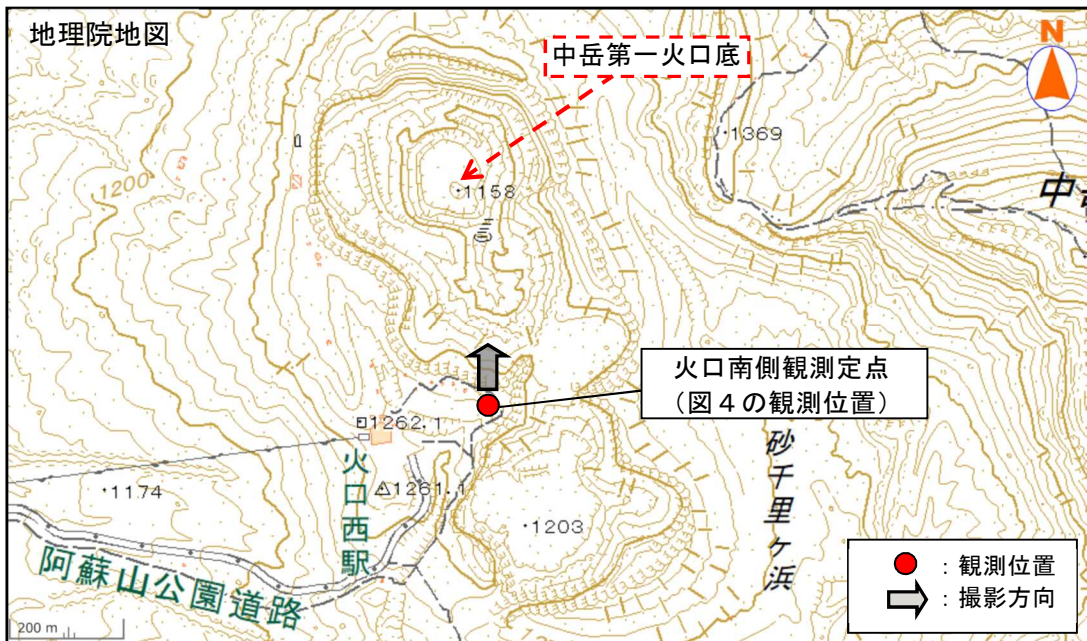 地理院地図
N
中岳第一火口底
1369
1200
1158
中
火口南側観測定点
(図4の観測位置)
1262.1
火口西駅
1174
1261.1
砂千里ヶ浜
1203
阿蘇山公園道路
:観測位置
:撮影方向
200 m